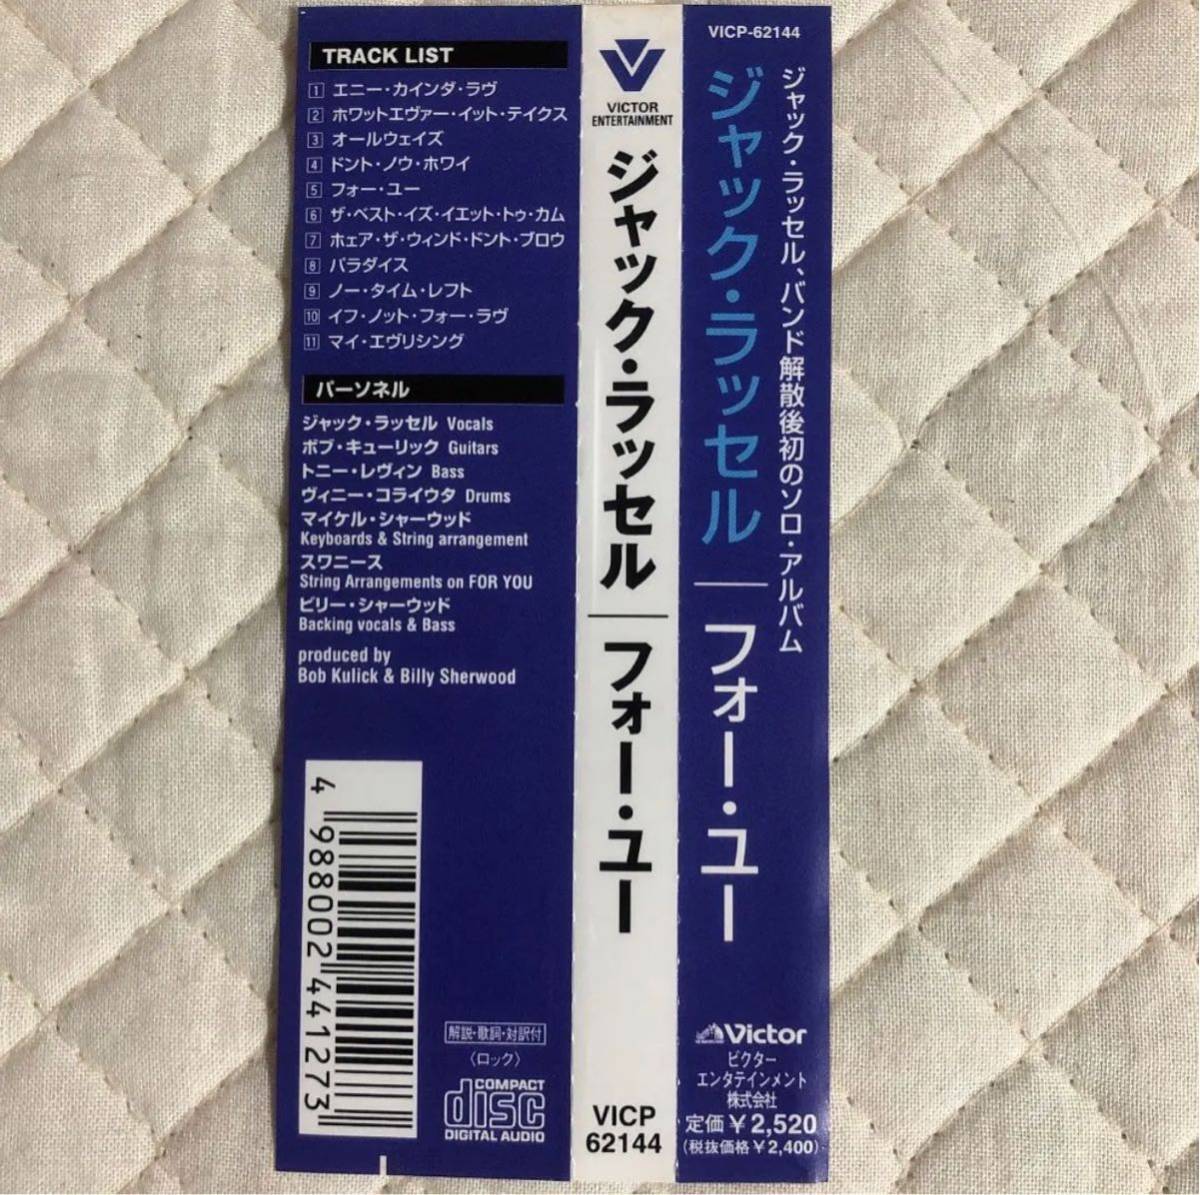 TRACK LIST
1 エニー・カインダ・ラヴ
2 ホワットエヴァー・イット・テイクス
3 オールウェイズ
4 ドント・ノウ・ホワイ
5 フォー・ユー
6 ザ・ベスト・イズ・イエット・トゥ・カム
7 ホェア・ザ・ウィンド・ドント・ブロウ
8 パラダイス
9 ノー・タイム・レフト
10 イフ・ノット・フォー・ラヴ
11 マイ・エヴリシング
パーソネル
ジャック・ラッセル Vocals
ボブ・キューリック Guitars
トニー・レヴィン Bass
ヴィニー・コライウタ Drums
マイケル・シャーウッド
Keyboards & String arrangement
スワニース
String Arrangements on FOR YOU
ビリー・シャーウッド
Backing vocals & Bass
produced by
Bob Kulick & Billy Sherwood
4 988002 441273
解説・歌詞・対訳付
〈ロック〉
COMPACT
disc
DIGITAL AUDIO
VICTOR
ENTERTAINMENT
ジャック・ラッセル
フォー・ユー
VICP
62144
VICP-62144
ジャック・ラッセル、バンド解散後初のソロ・アルバム
ジャック・ラッセル
フォー・ユー
Victor
ビクター
エンタテインメント
株式会社
定価￥2,520
(税抜価格￥2,400)